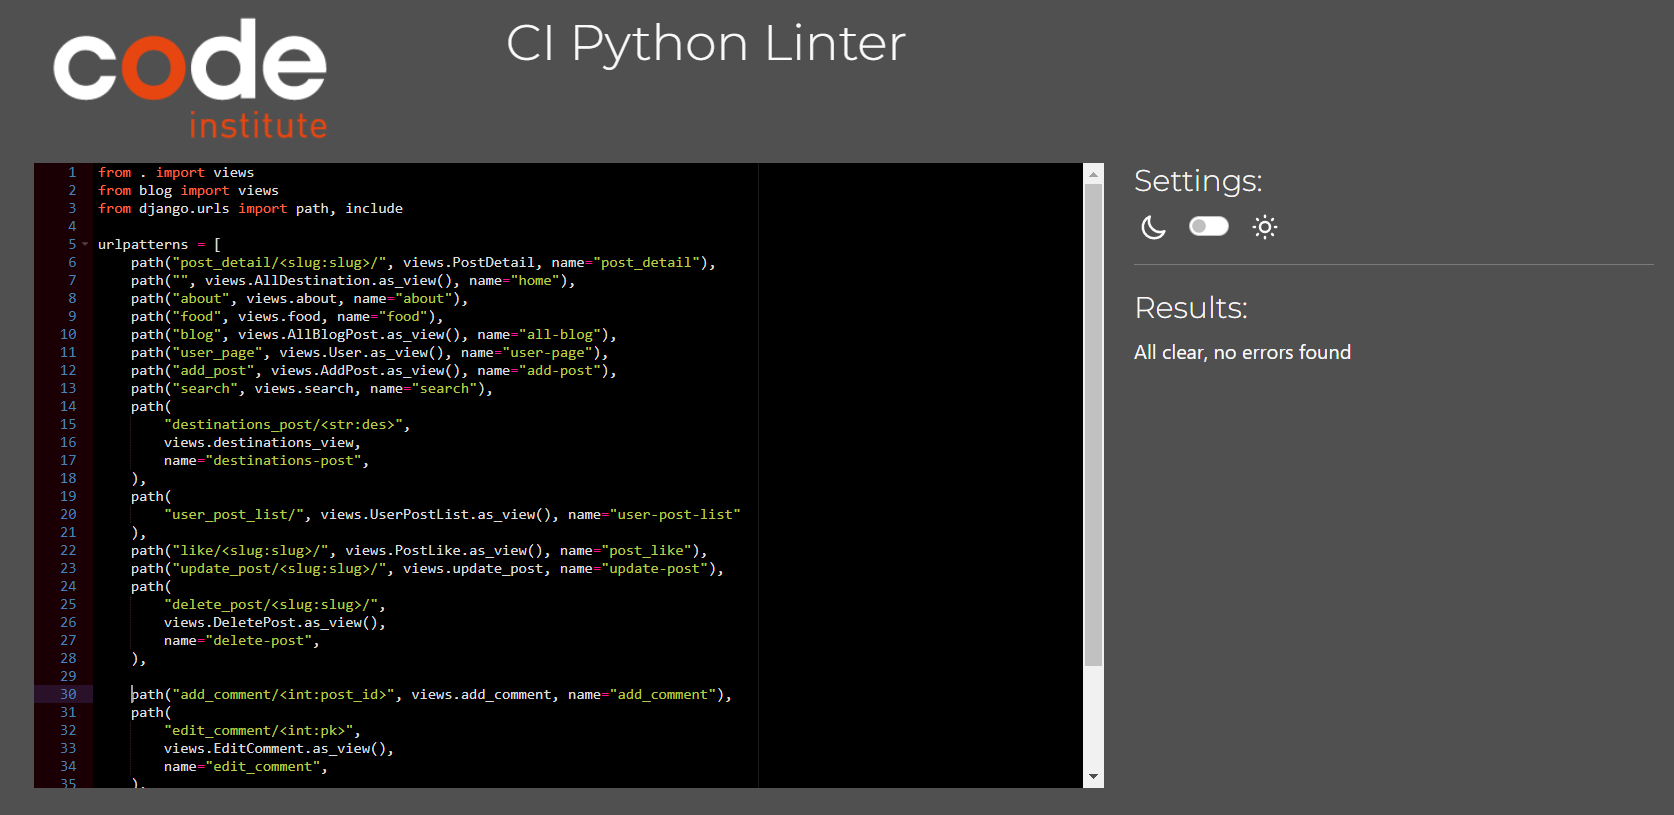 code
institute
CI Python Linter
1 from . import views
2 from blog import views
3 from django.urls import path, include
4
5 urlpatterns = [
6 path("post_detail/<slug:slug>/", views.PostDetail, name="post_detail"),
7 path("", views.AllDestination.as_view(), name="home"),
8 path("about", views.about, name="about"),
9 path("food", views.food, name="food"),
10 path("blog", views.AllBlogPost.as_view(), name="all-blog"),
11 path("user_page", views.User.as_view(), name="user-page"),
12 path("add_post", views.AddPost.as_view(), name="add-post"),
13 path("search", views.search, name="search"),
14 path(
15 "destinations_post/<str:des>",
16 views.destinations_view,
17 name="destinations-post",
18 ),
19 path(
20 "user_post_list/", views.UserPostList.as_view(), name="user-post-list"
21 ),
22 path("like/<slug:slug>/", views.PostLike.as_view(), name="post_like"),
23 path("update_post/<slug:slug>/", views.update_post, name="update-post"),
24 path(
25 "delete_post/<slug:slug>/",
26 views.DeletePost.as_view(),
27 name="delete-post",
28 ),
29
30 path("add_comment/<int:post_id>", views.add_comment, name="add_comment"),
31 path(
32 "edit_comment/<int:pk>",
33 views.EditComment.as_view(),
34 name="edit_comment",
35 ),
Settings:
Results:
All clear, no errors found